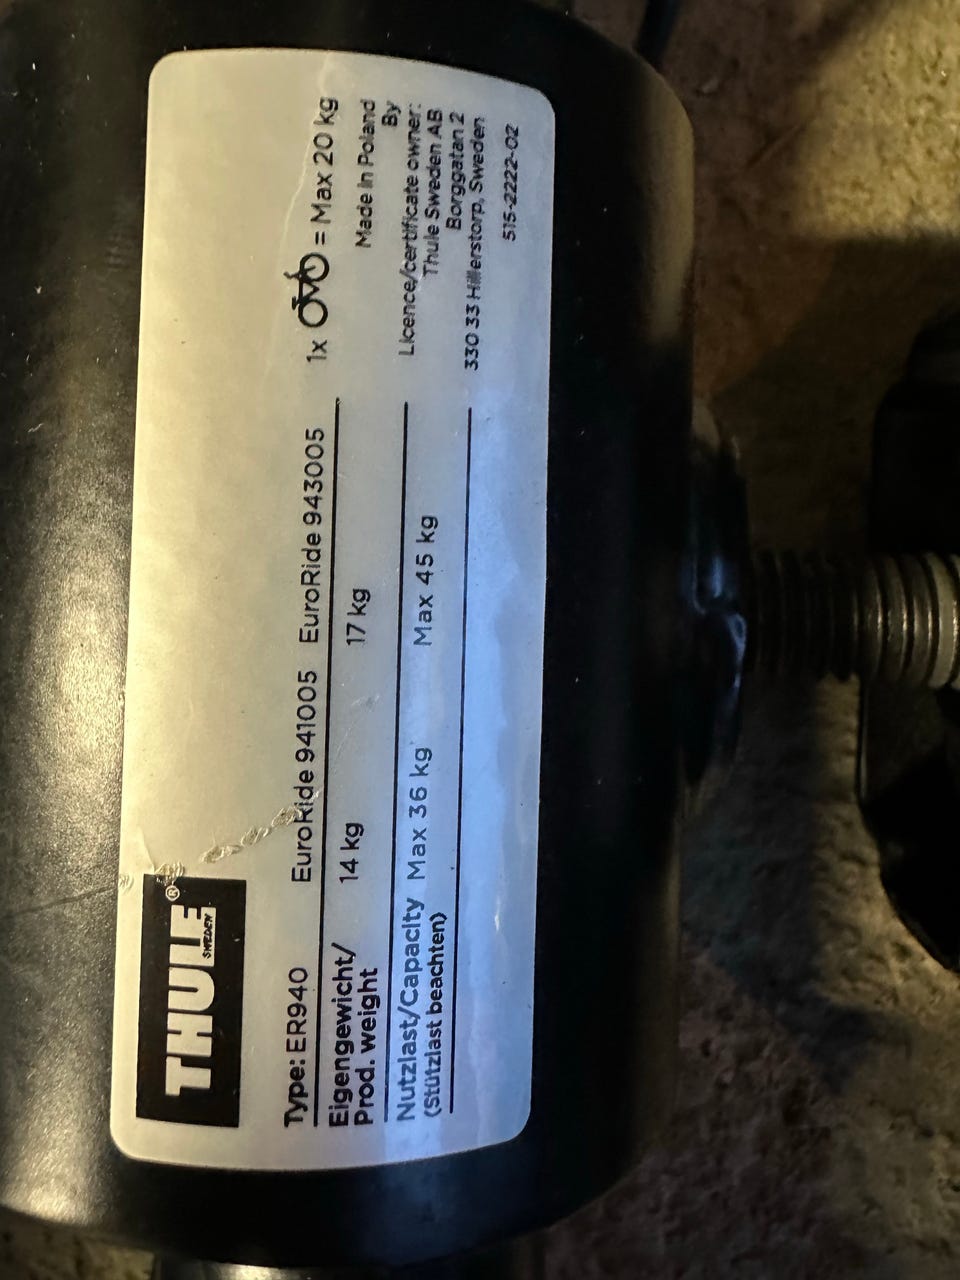 THULE®
SWEDEN
Type: ER940 EuroRide 941005 EuroRide 943005
Eigengewicht/
Prod. weight 14 kg 17 kg
Nutzlast/Capacity Max 36 kg Max 45 kg
(Stützlast beachten)
1x = Max 20 kg
Made in Poland
By
Licence/certificate owner:
Thule Sweden AB
Borggatan 2
330 33 Hillerstorp, Sweden
515-2222-02